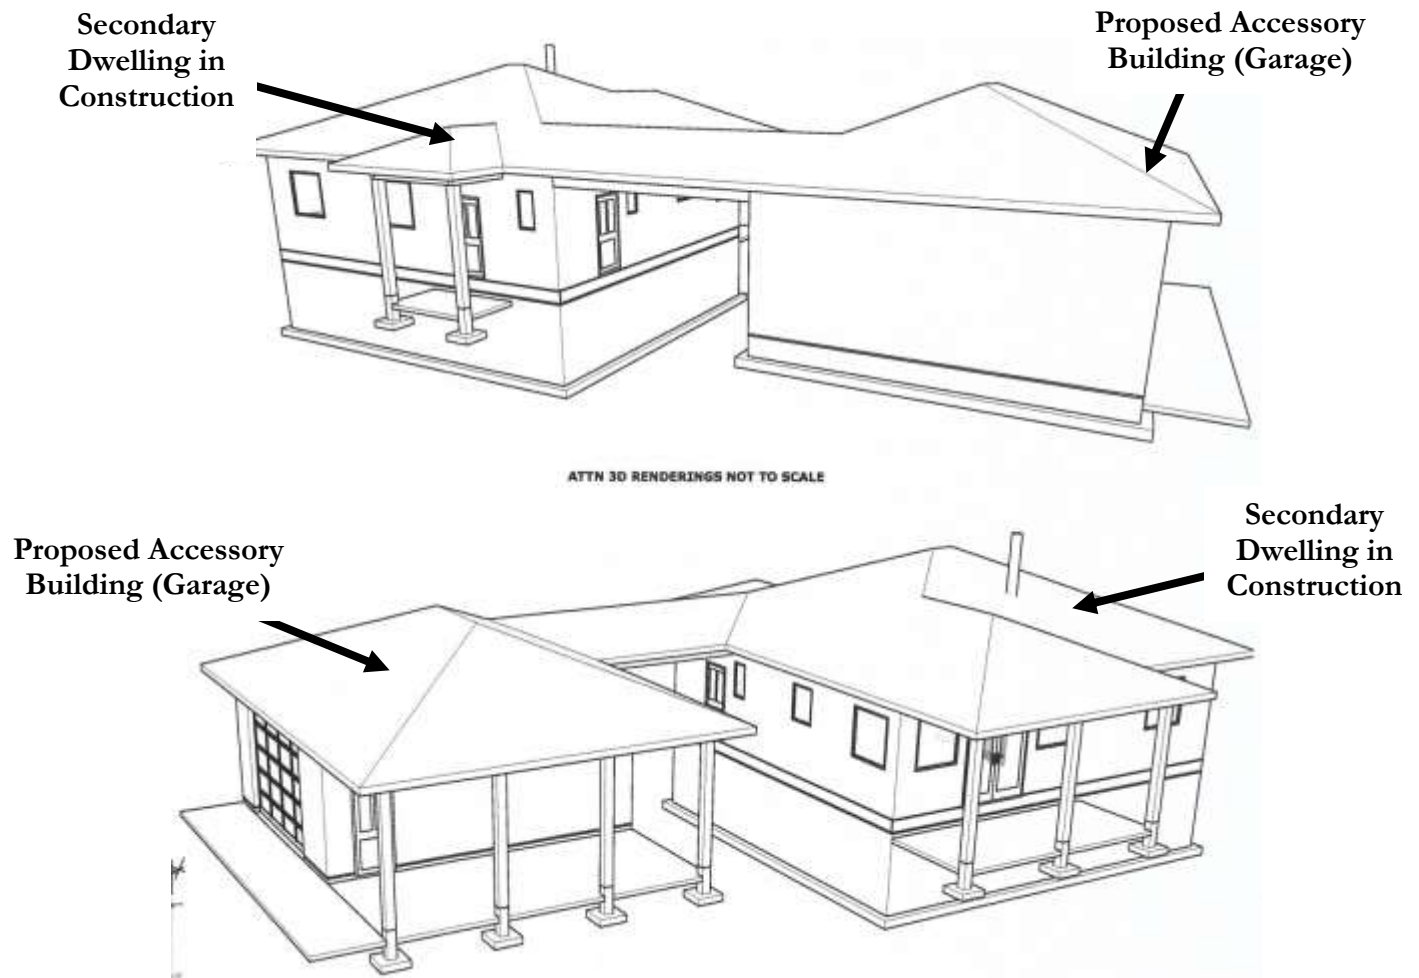 Secondary
Dwelling in
Construction
Proposed Accessory
Building (Garage)
ATTN 3D RENDERINGS NOT TO SCALE
Proposed Accessory
Building (Garage)
Secondary
Dwelling in
Construction